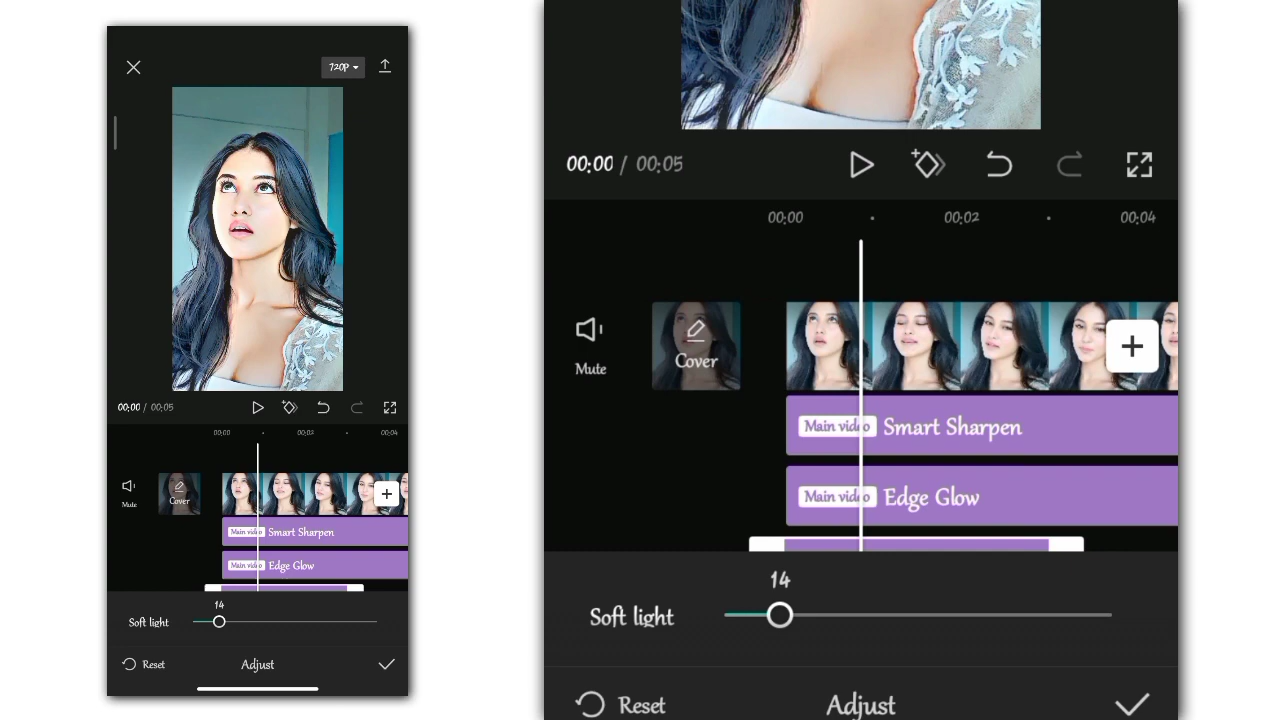 720P
00:00 / 00:05
00:00 00:02 00:04
Mute
Cover
Main video Smart Sharpen
Main video Edge Glow
14
Soft light
Reset Adjust
00:00 / 00:05
00:00 00:02 00:04
Mute
Cover
Main video Smart Sharpen
Main video Edge Glow
14
Soft light
Reset Adjust